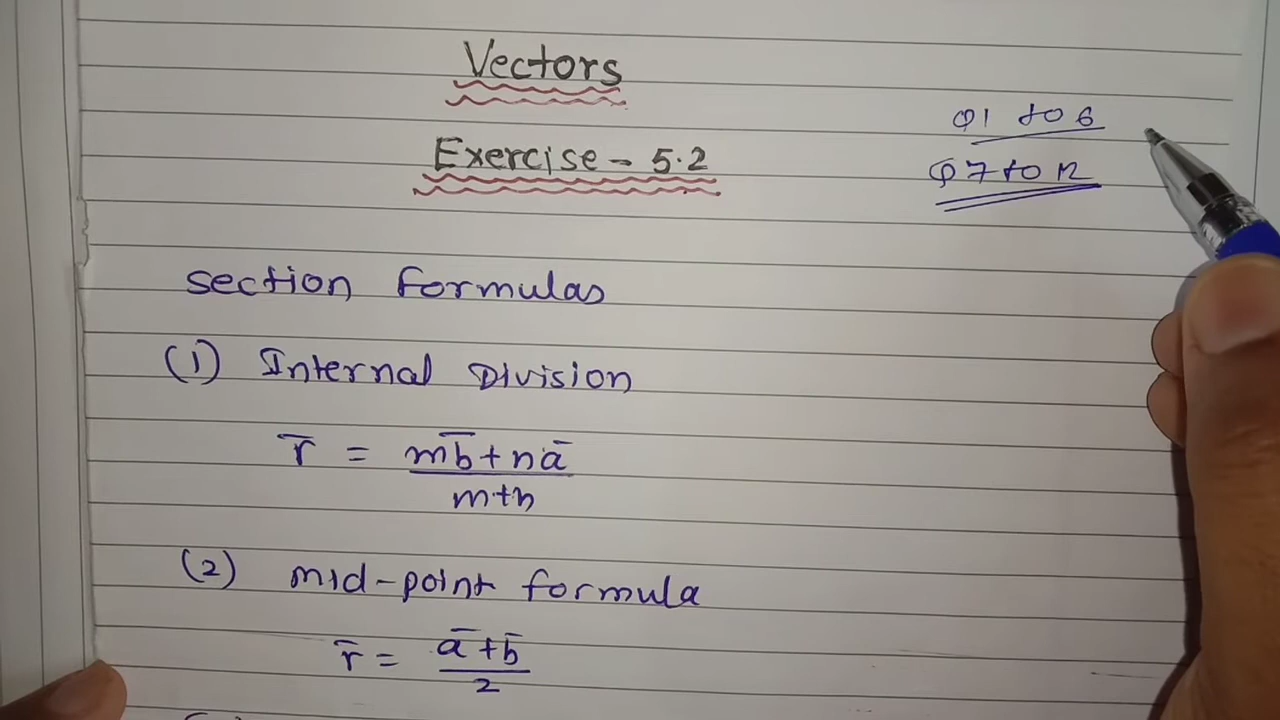 Vectors
Exercise - 5.2
Q1 to 6
Q7 to 12
section formulas
(1) Internal Division
r̄ = mb̄+nā
m+n
(2) mid-point formula
r̄ = ā+b̄
2